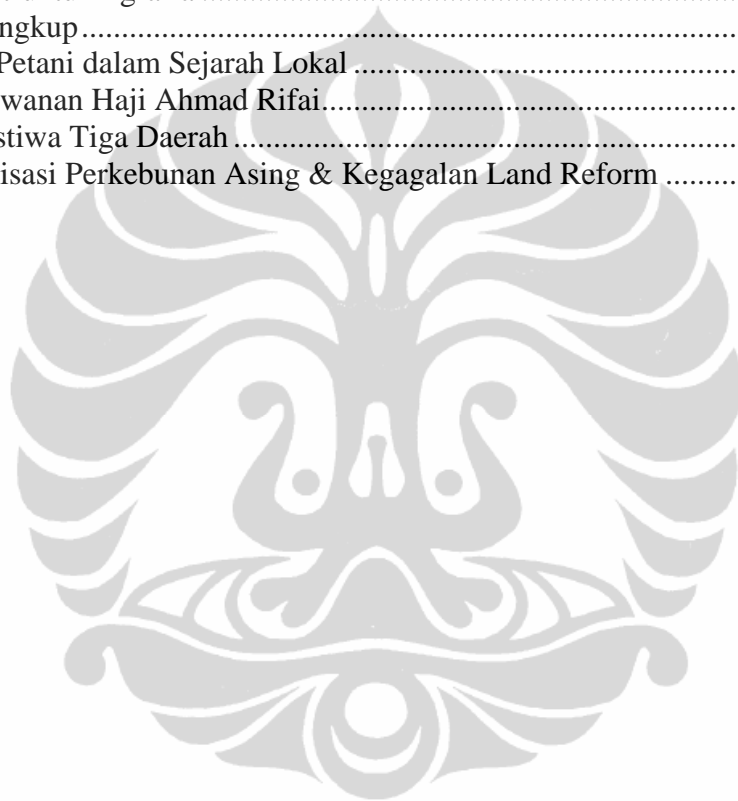 ngkup ....................................................................................
Petani dalam Sejarah Lokal .................................................
wanan Haji Ahmad Rifai.....................................................
stiwa Tiga Daerah ................................................................
isasi Perkebunan Asing & Kegagalan Land Reform .........